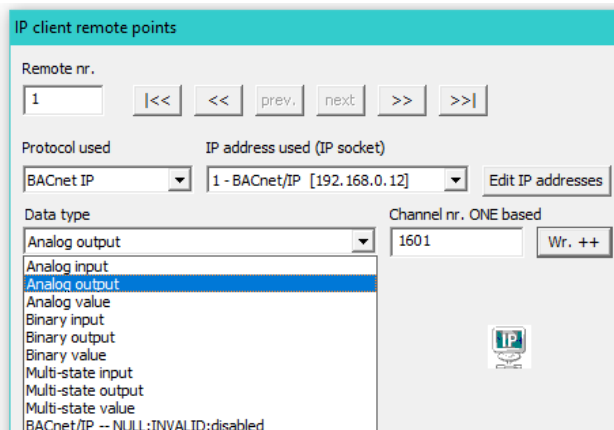 IP client remote points
Remote nr.
1 |<< << prev. next >> >>|
Protocol used IP address used (IP socket)
BACnet IP 1 - BACnet/IP [192.168.0.12] Edit IP addresses
Data type Channel nr. ONE based
Analog output 1601 Wr. ++
Analog input
Analog output
Analog value
Binary input
Binary output
Binary value
IP
Multi-state input
Multi-state output
Multi-state value
BACnet/IP -- NULL:INVALID:disabled